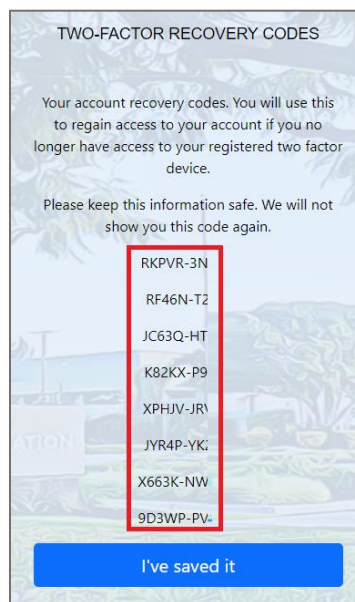 TWO-FACTOR RECOVERY CODES
Your account recovery codes. You will use this
to regain access to your account if you no
longer have access to your registered two factor
device.
Please keep this information safe. We will not
show you this code again.
RKPVR-3N
RF46N-T2
JC63Q-HT
K82KX-P9
XPHJV-JR
JYR4P-YK
X663K-NW
9D3WP-PV
ATION
I've saved it